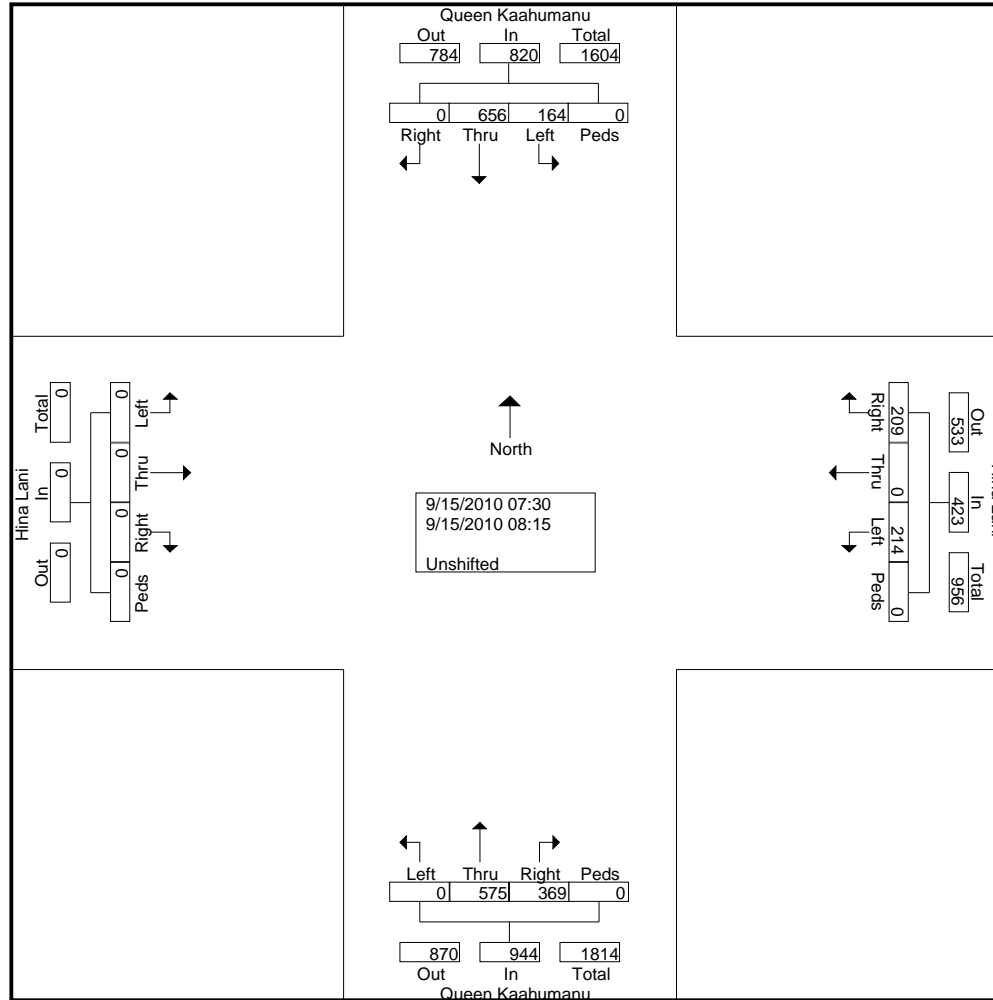 Queen Kaahumanu
Out In Total
784 820 1604
0 656 164 0
Right Thru Left Peds
Hina Lani
Total In Out
0 0 0
0 0 0 0
Left Thru Right Peds
North
9/15/2010 07:30
9/15/2010 08:15
Unshifted
Right Thru Left Peds
209 0 214 0
Out In Total
533 423 956
Left Thru Right Peds
0 575 369 0
870 944 1814
Out In Total
Queen Kaahumanu